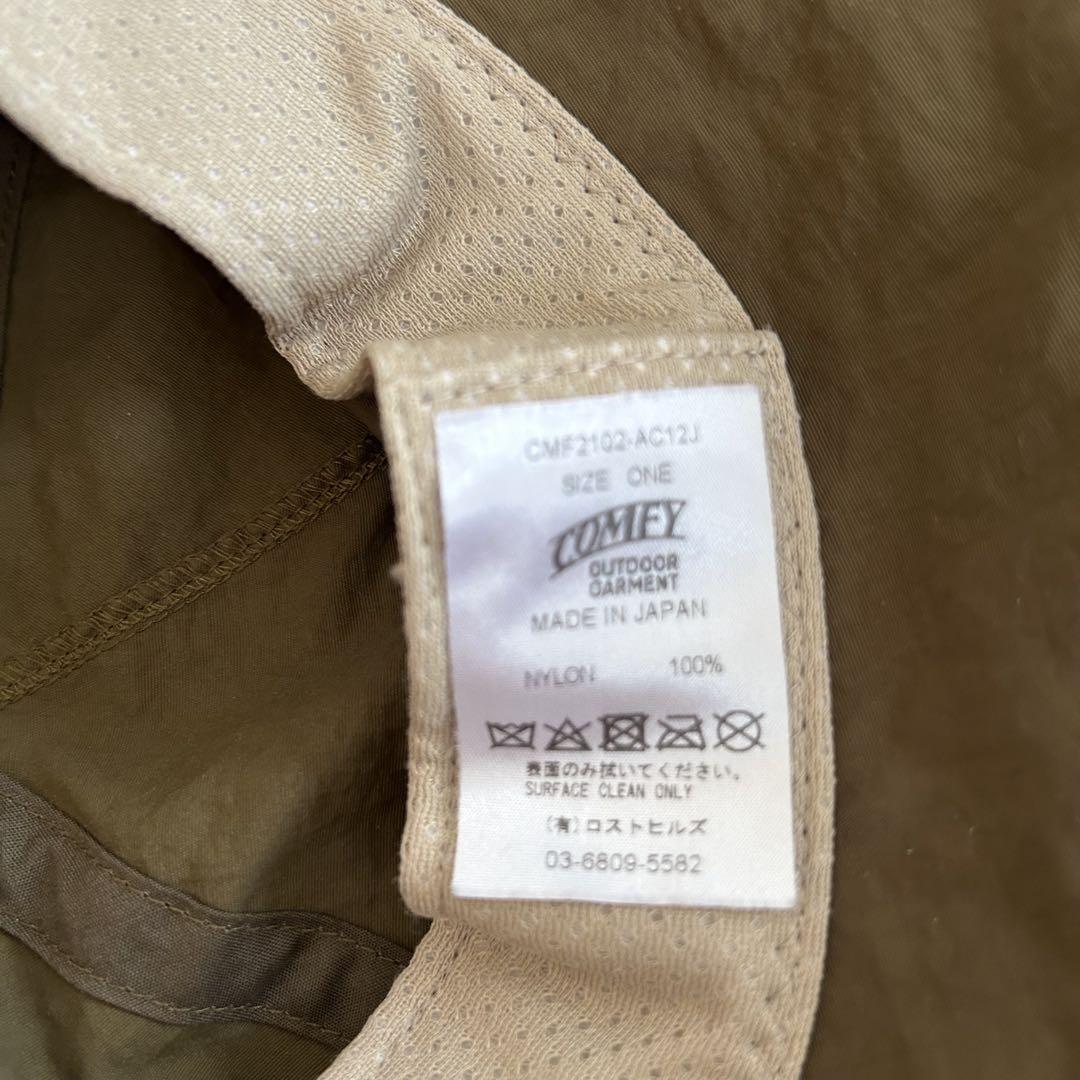 CMF2102-AC12J
SIZE ONE
COMFY
OUTDOOR
GARMENT
MADE IN JAPAN
NYLON 100%
表面のみ拭いてください。
SURFACE CLEAN ONLY
(有)ロストヒルズ
03-6809-5582